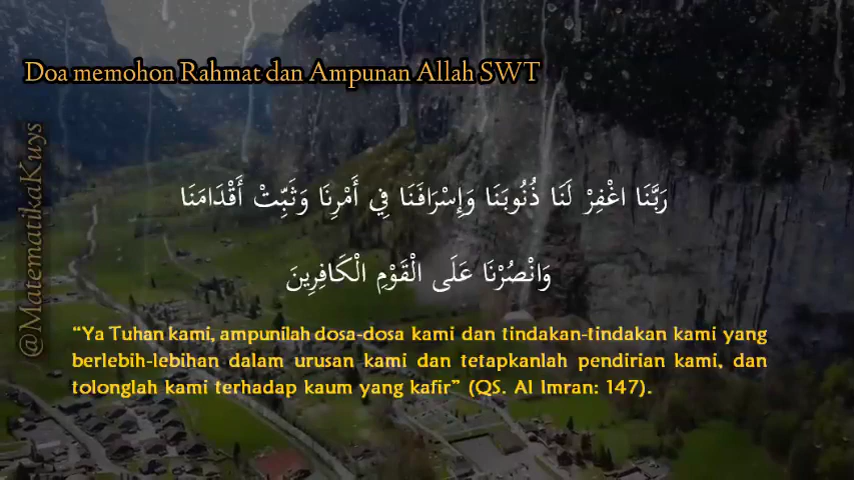 Doa memohon Rahmat dan Ampunan Allah SWT
@MatematikaKuys
رَبَّنَا اغْفِرْ لَنَا ذُنُوبَنَا وَإِسْرَافَنَا فِي أَمْرِنَا وَثَبِّتْ أَقْدَامَنَا
وَانْصُرْنَا عَلَى الْقَوْمِ الْكَافِرِينَ
“Ya Tuhan kami, ampunilah dosa-dosa kami dan tindakan-tindakan kami yang
berlebih-lebihan dalam urusan kami dan tetapkanlah pendirian kami, dan
tolonglah kami terhadap kaum yang kafir” (QS. Al Imran: 147).